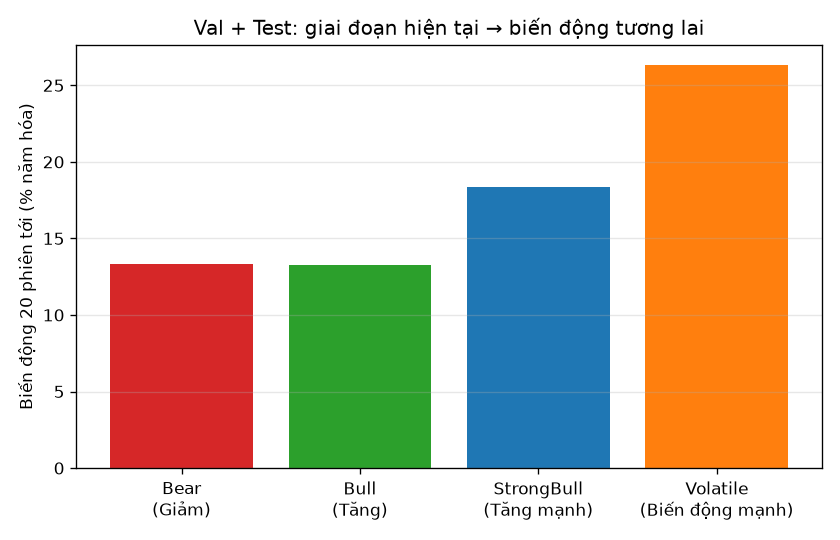 Val + Test: giai đoạn hiện tại → biến động tương lai
Biến động 20 phiên tới (% năm hóa)
25
20
15
10
5
0
Bear
(Giảm)
Bull
(Tăng)
StrongBull
(Tăng mạnh)
Volatile
(Biến động mạnh)